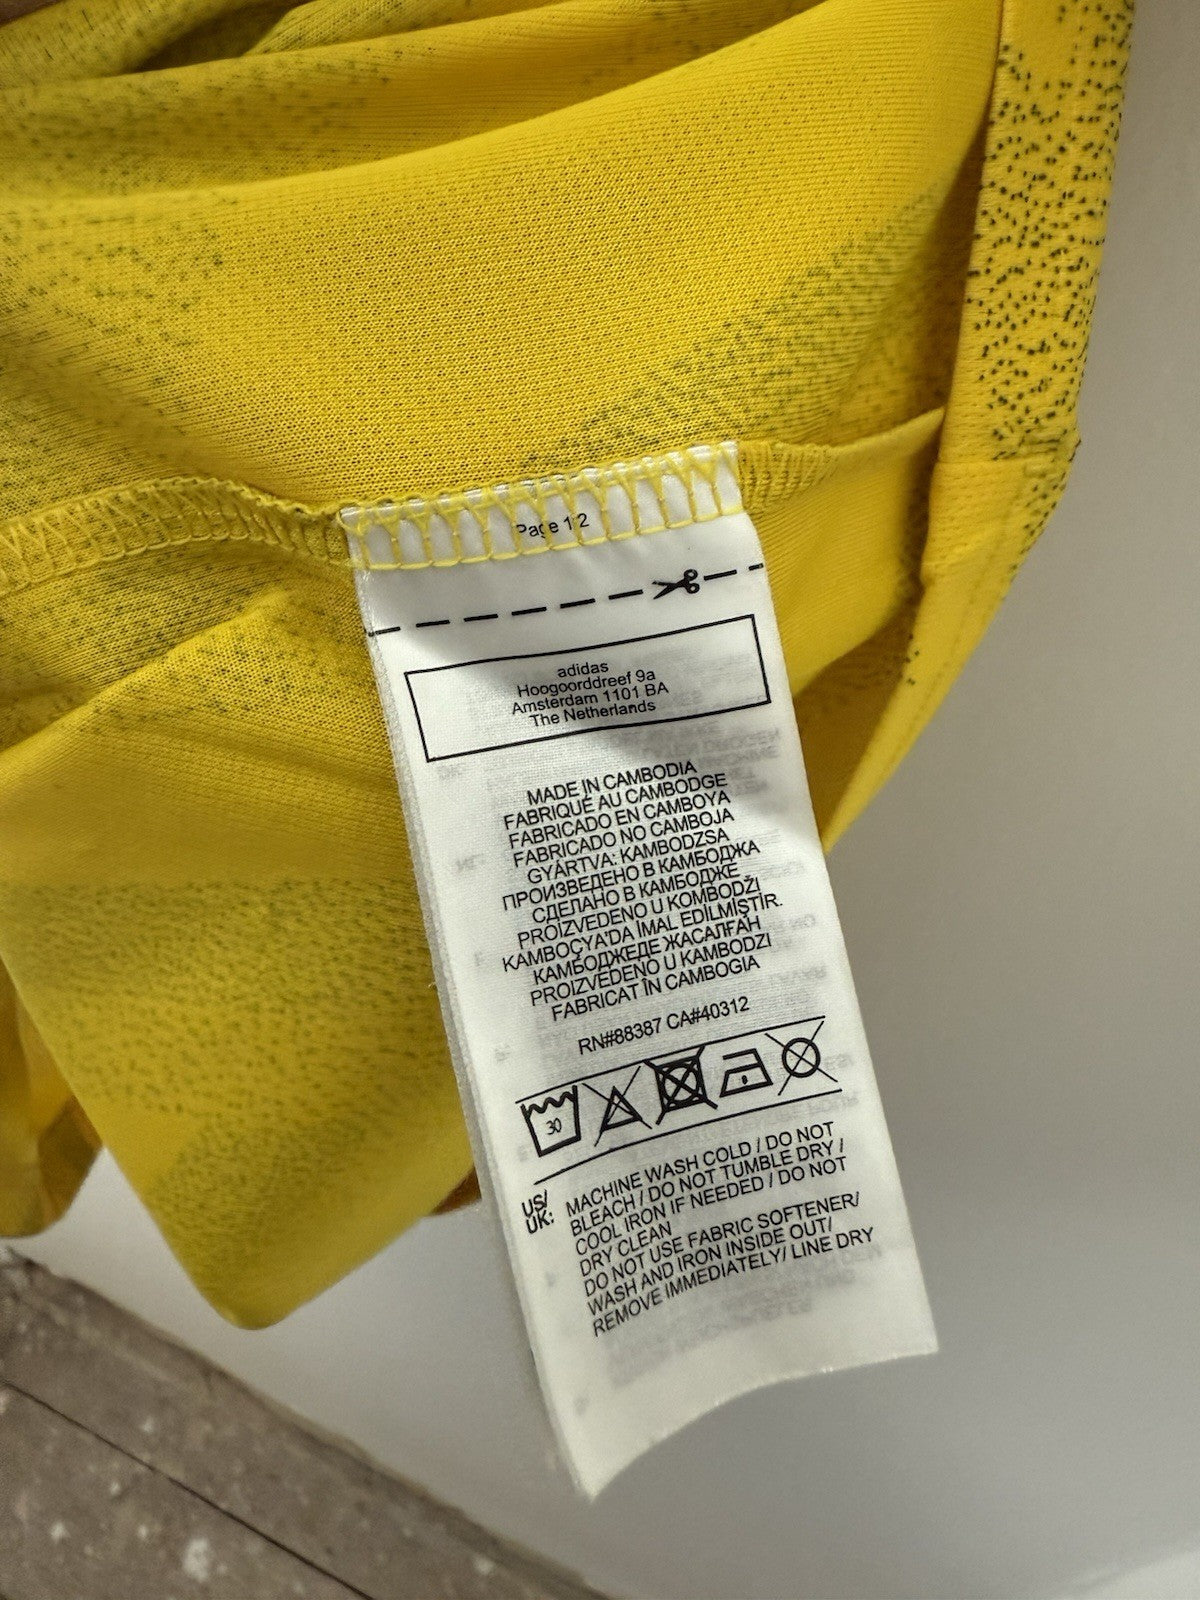 Page 12
adidas
Hoogoorddreef 9a
Amsterdam 1101 BA
The Netherlands
MADE IN CAMBODIA
FABRIQUÉ AU CAMBODGE
FABRICADO EN CAMBOYA
FABRICADO NO CAMBOJA
GYÁRTVA: KAMBODZSA
ПРОИЗВЕДЕНО В КАМБОДЖА
СДЕЛАНО В КАМБОДЖЕ
PROIZVEDENO U KOMBODŽI
KAMBOÇYA'DA İMAL EDİLMİŞTİR.
КАМБОДЖЕДЕ ЖАСАЛҒАН
PROIZVEDENO U KAMBODZI
FABRICAT ÎN CAMBOGIA
RN#88387 CA#40312
30
US/
UK:
MACHINE WASH COLD / DO NOT
BLEACH / DO NOT TUMBLE DRY /
COOL IRON IF NEEDED / DO NOT
DRY CLEAN
DO NOT USE FABRIC SOFTENER/
WASH AND IRON INSIDE OUT/
REMOVE IMMEDIATELY/ LINE DRY